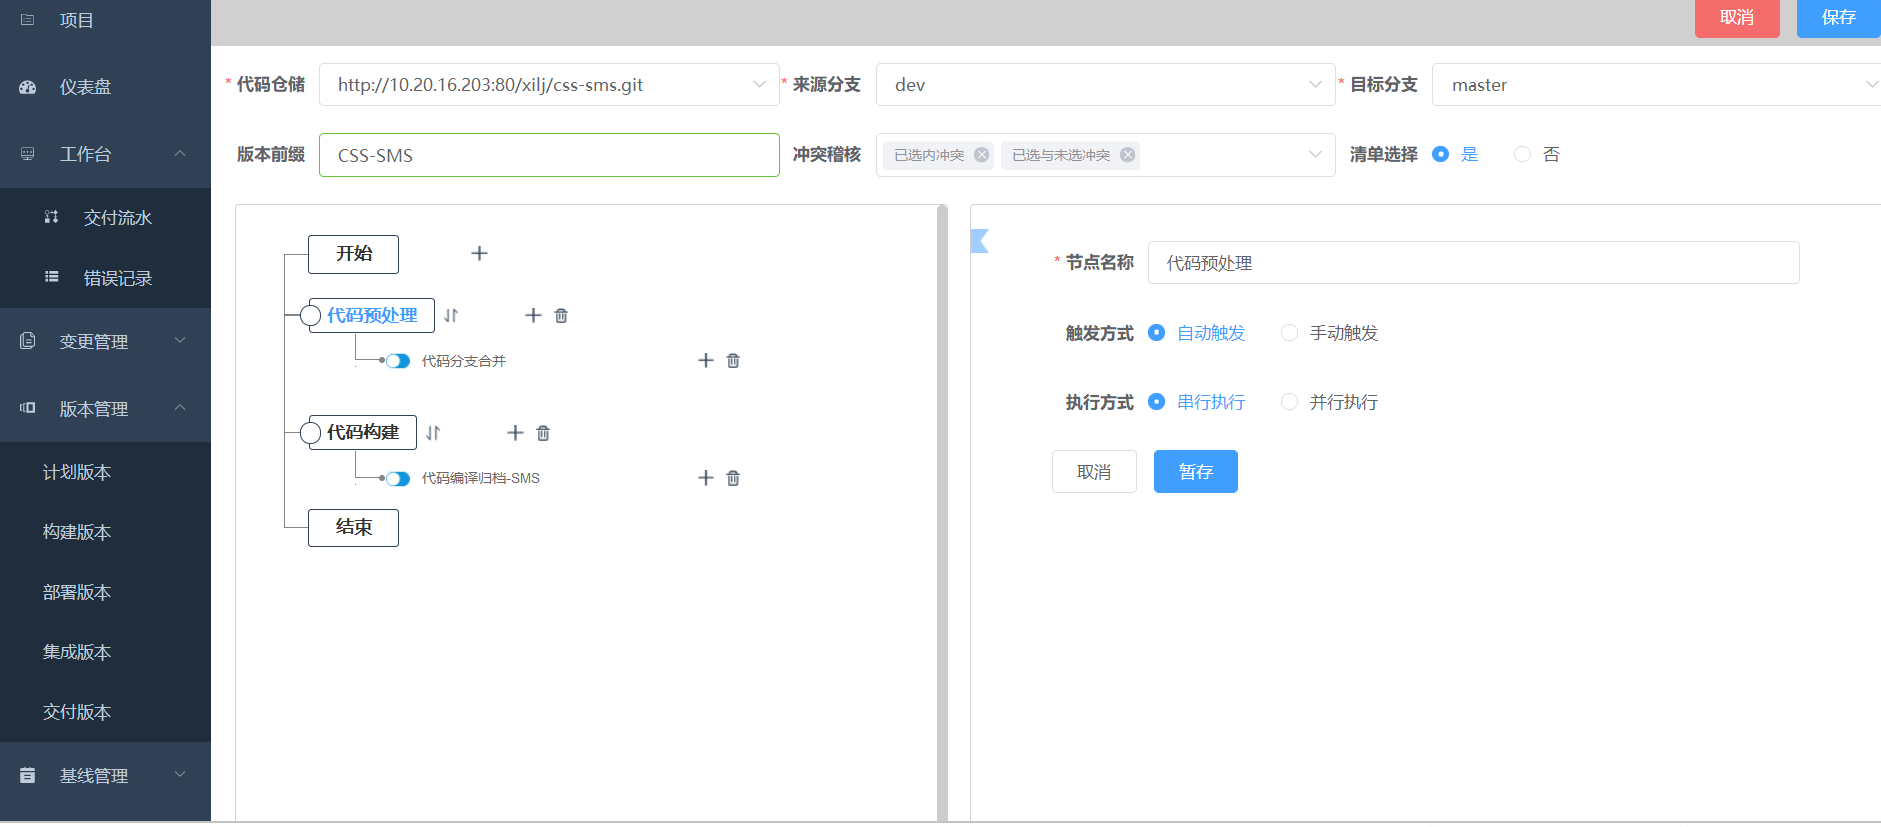 项目
仪表盘
工作台
交付流水
错误记录
变更管理
版本管理
计划版本
构建版本
部署版本
集成版本
交付版本
基线管理
取消 保存
* 代码仓储 http://10.20.16.203:80/xilj/css-sms.git * 来源分支 dev * 目标分支 master
版本前缀 CSS-SMS 冲突稽核 已选内冲突 已选与未选冲突 清单选择 是 否
开始
代码预处理
代码分支合并
代码构建
代码编译归档-SMS
结束
* 节点名称 代码预处理
触发方式 自动触发 手动触发
执行方式 串行执行 并行执行
取消 暂存